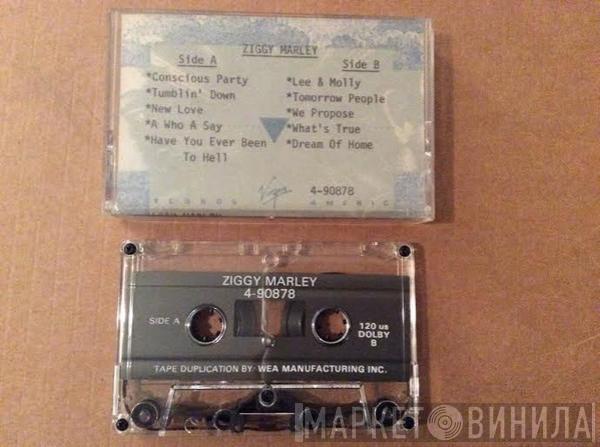 ZIGGY MARLEY
Side A
Side B
*Conscious Party
*Tumblin' Down
*New Love
*A Who A Say
*Have You Ever Been
To Hell
*Lee & Molly
*Tomorrow People
*We Propose
*What's True
*Dream Of Home
Virgin
4-90878
ZIGGY MARLEY
4-90878
SIDE A
120 us
DOLBY
B
TAPE DUPLICATION BY: WEA MANUFACTURING INC.
МАРКЕТ ВИНИЛА